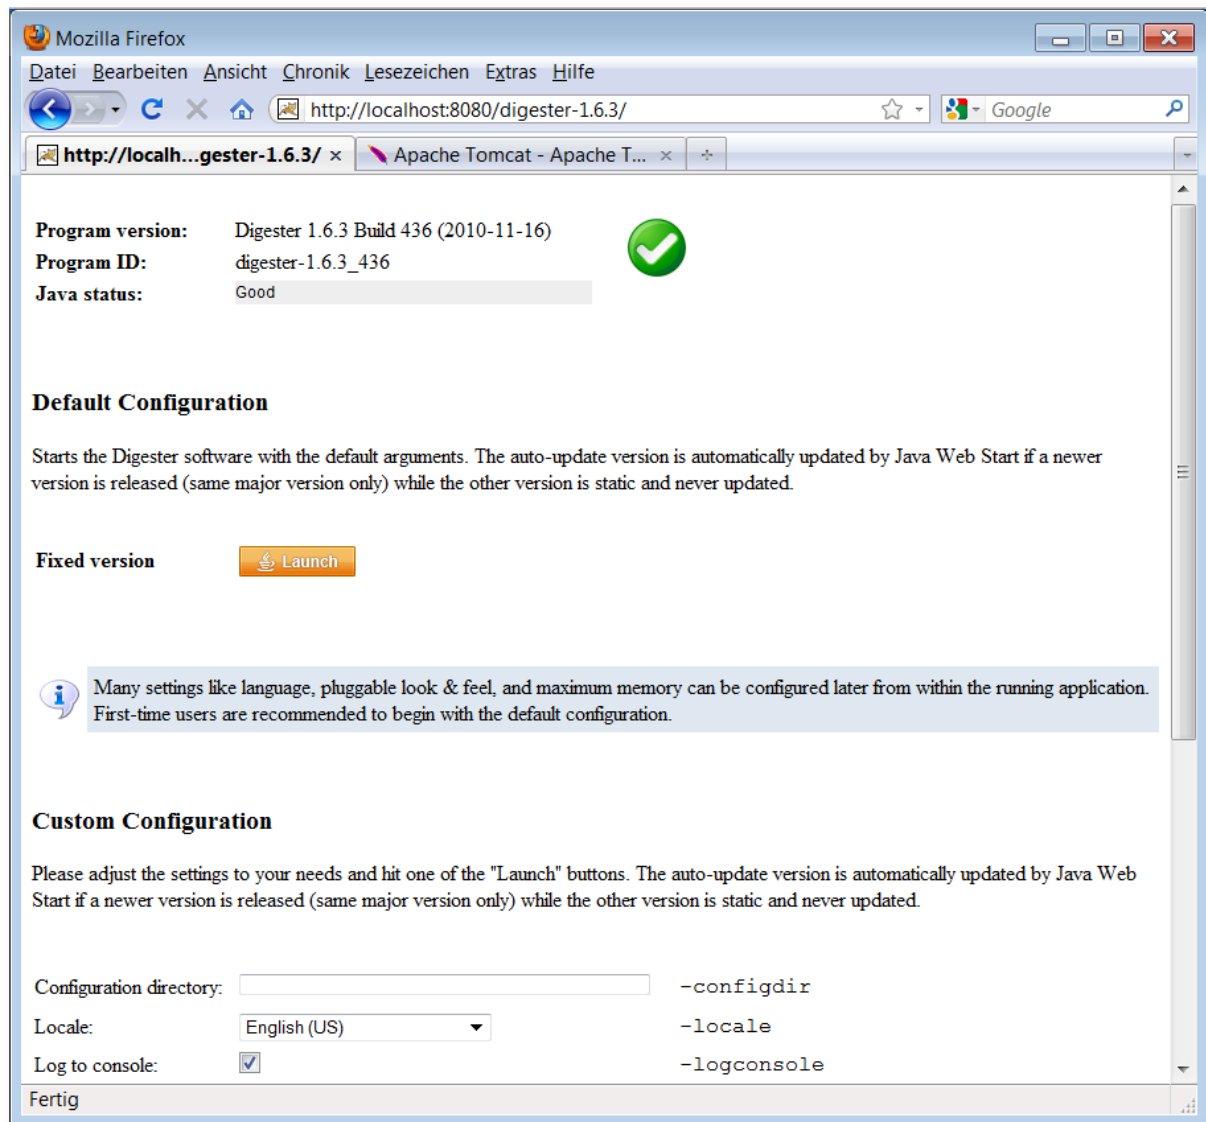 Mozilla Firefox
Datei Bearbeiten Ansicht Chronik Lesezeichen Extras Hilfe
http://localhost:8080/digester-1.6.3/ Google
http://localh...gester-1.6.3/ Apache Tomcat - Apache T...
Program version: Digester 1.6.3 Build 436 (2010-11-16)
Program ID: digester-1.6.3_436
Java status: Good
Default Configuration
Starts the Digester software with the default arguments. The auto-update version is automatically updated by Java Web Start if a newer
version is released (same major version only) while the other version is static and never updated.
Fixed version Launch
Many settings like language, pluggable look & feel, and maximum memory can be configured later from within the running application.
First-time users are recommended to begin with the default configuration.
Custom Configuration
Please adjust the settings to your needs and hit one of the "Launch" buttons. The auto-update version is automatically updated by Java Web
Start if a newer version is released (same major version only) while the other version is static and never updated.
Configuration directory: -configdir
Locale: English (US) -locale
Log to console: -logconsole
Fertig